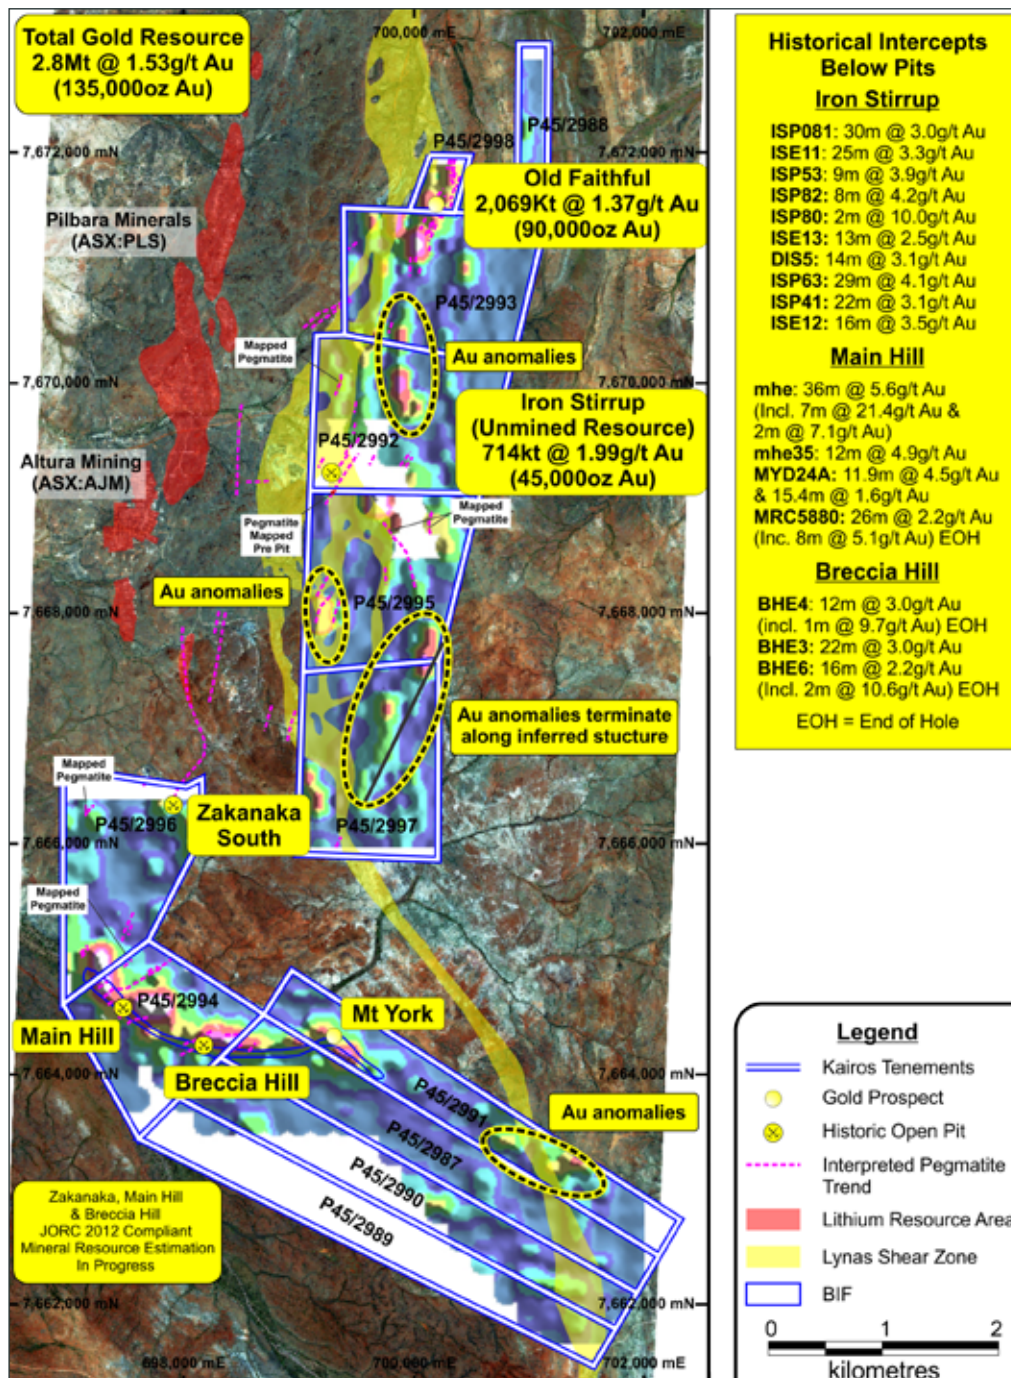 Total Gold Resource
2.8Mt @ 1.53g/t Au
(135,000oz Au)
700,000 mE
702,000 mE
P45/2988
P45/2998
7,672,000 mN
7,672,000 mN
Old Faithful
2,069Kt @ 1.37g/t Au
(90,000oz Au)
Pilbara Minerals
(ASX:PLS)
P45/2993
Mapped
Pegmatite
Au anomalies
7,670,000 mN
7,670,000 mN
Iron Stirrup
(Unmined Resource)
714kt @ 1.99g/t Au
(45,000oz Au)
P45/2992
Altura Mining
(ASX:AJM)
Pegmatite
Mapped
Pre Pit
Mapped
Pegmatite
Au anomalies
P45/2995
7,668,000 mN
7,668,000 mN
Au anomalies terminate
along inferred stucture
Mapped
Pegmatite
P45/2996
Zakanaka
South
P45/2997
7,666,000 mN
7,666,000 mN
Mapped
Pegmatite
P45/2994
Mt York
Main Hill
Breccia Hill
7,664,000 mN
7,664,000 mN
P45/2991
Au anomalies
P45/2987
P45/2990
P45/2989
Zakanaka, Main Hill
& Breccia Hill
JORC 2012 Compliant
Mineral Resource Estimation
In Progress
7,662,000 mN
7,662,000 mN
698,000 mE
700,000 mE
702,000 mE
Historical Intercepts
Below Pits
Iron Stirrup
ISP081: 30m @ 3.0g/t Au
ISE11: 25m @ 3.3g/t Au
ISP53: 9m @ 3.9g/t Au
ISP82: 8m @ 4.2g/t Au
ISP80: 2m @ 10.0g/t Au
ISE13: 13m @ 2.5g/t Au
DIS5: 14m @ 3.1g/t Au
ISP63: 29m @ 4.1g/t Au
ISP41: 22m @ 3.1g/t Au
ISE12: 16m @ 3.5g/t Au
Main Hill
mhe: 36m @ 5.6g/t Au
(Incl. 7m @ 21.4g/t Au &
2m @ 7.1g/t Au)
mhe35: 12m @ 4.9g/t Au
MYD24A: 11.9m @ 4.5g/t Au
& 15.4m @ 1.6g/t Au
MRC5880: 26m @ 2.2g/t Au
(Inc. 8m @ 5.1g/t Au) EOH
Breccia Hill
BHE4: 12m @ 3.0g/t Au
(incl. 1m @ 9.7g/t Au) EOH
BHE3: 22m @ 3.0g/t Au
BHE6: 16m @ 2.2g/t Au
(Incl. 2m @ 10.6g/t Au) EOH
EOH = End of Hole
Legend
Kairos Tenements
Gold Prospect
Historic Open Pit
Interpreted Pegmatite
Trend
Lithium Resource Area
Lynas Shear Zone
BIF
0 1 2
kilometres